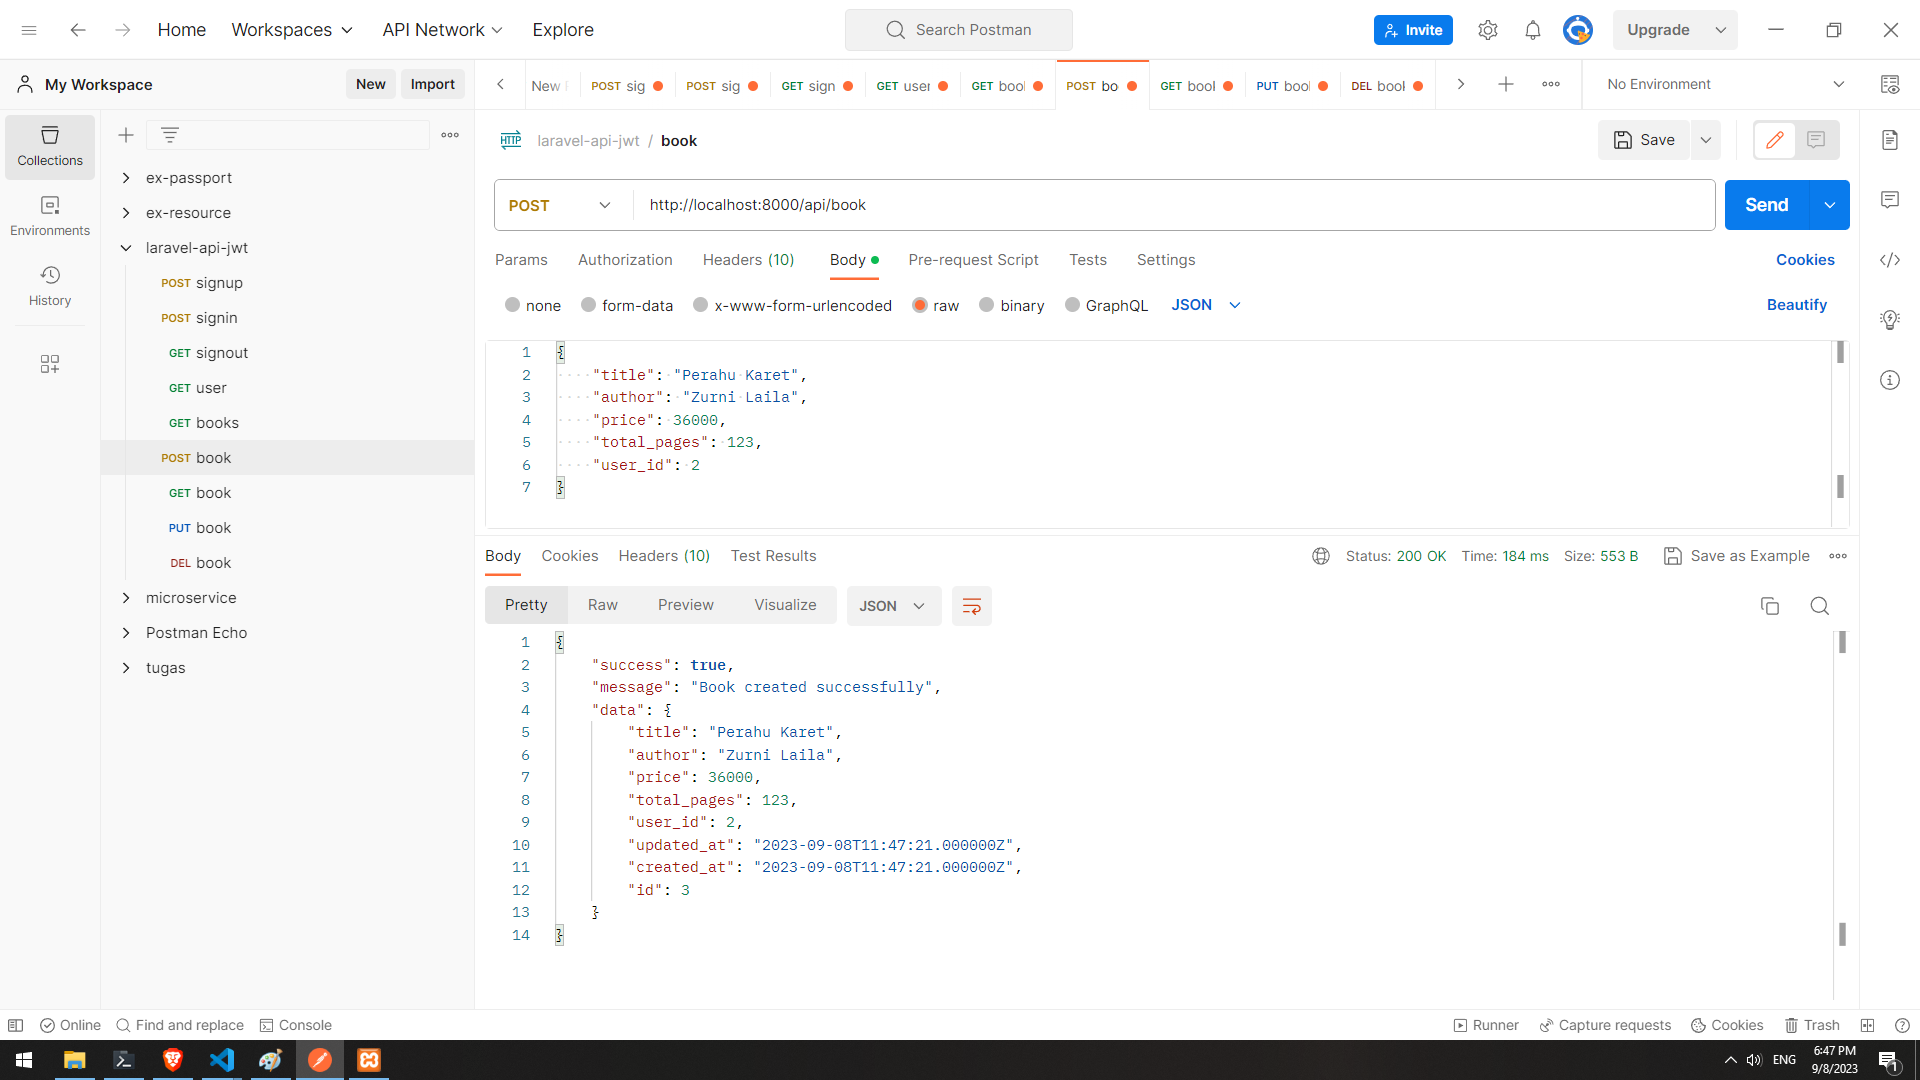 Home Workspaces API Network Explore Search Postman Invite Upgrade
My Workspace New Import New POST sig POST sig GET sign GET user GET bool POST bo GET bool PUT bool DEL book No Environment
Collections
Environments
History
ex-passport
ex-resource
laravel-api-jwt
POST signup
POST signin
GET signout
GET user
GET books
POST book
GET book
PUT book
DEL book
microservice
Postman Echo
tugas
HTTP laravel-api-jwt / book Save
POST http://localhost:8000/api/book Send
Params Authorization Headers (10) Body Pre-request Script Tests Settings Cookies
none form-data x-www-form-urlencoded raw binary GraphQL JSON Beautify
1 {
2 "title": "Perahu Karet",
3 "author": "Zurni Laila",
4 "price": 36000,
5 "total_pages": 123,
6 "user_id": 2
7 }
Body Cookies Headers (10) Test Results Status: 200 OK Time: 184 ms Size: 553 B Save as Example
Pretty Raw Preview Visualize JSON
1 {
2 "success": true,
3 "message": "Book created successfully",
4 "data": {
5 "title": "Perahu Karet",
6 "author": "Zurni Laila",
7 "price": 36000,
8 "total_pages": 123,
9 "user_id": 2,
10 "updated_at": "2023-09-08T11:47:21.000000Z",
11 "created_at": "2023-09-08T11:47:21.000000Z",
12 "id": 3
13 }
14 }
Online Find and replace Console Runner Capture requests Cookies Trash
ENG 6:47 PM
9/8/2023 1